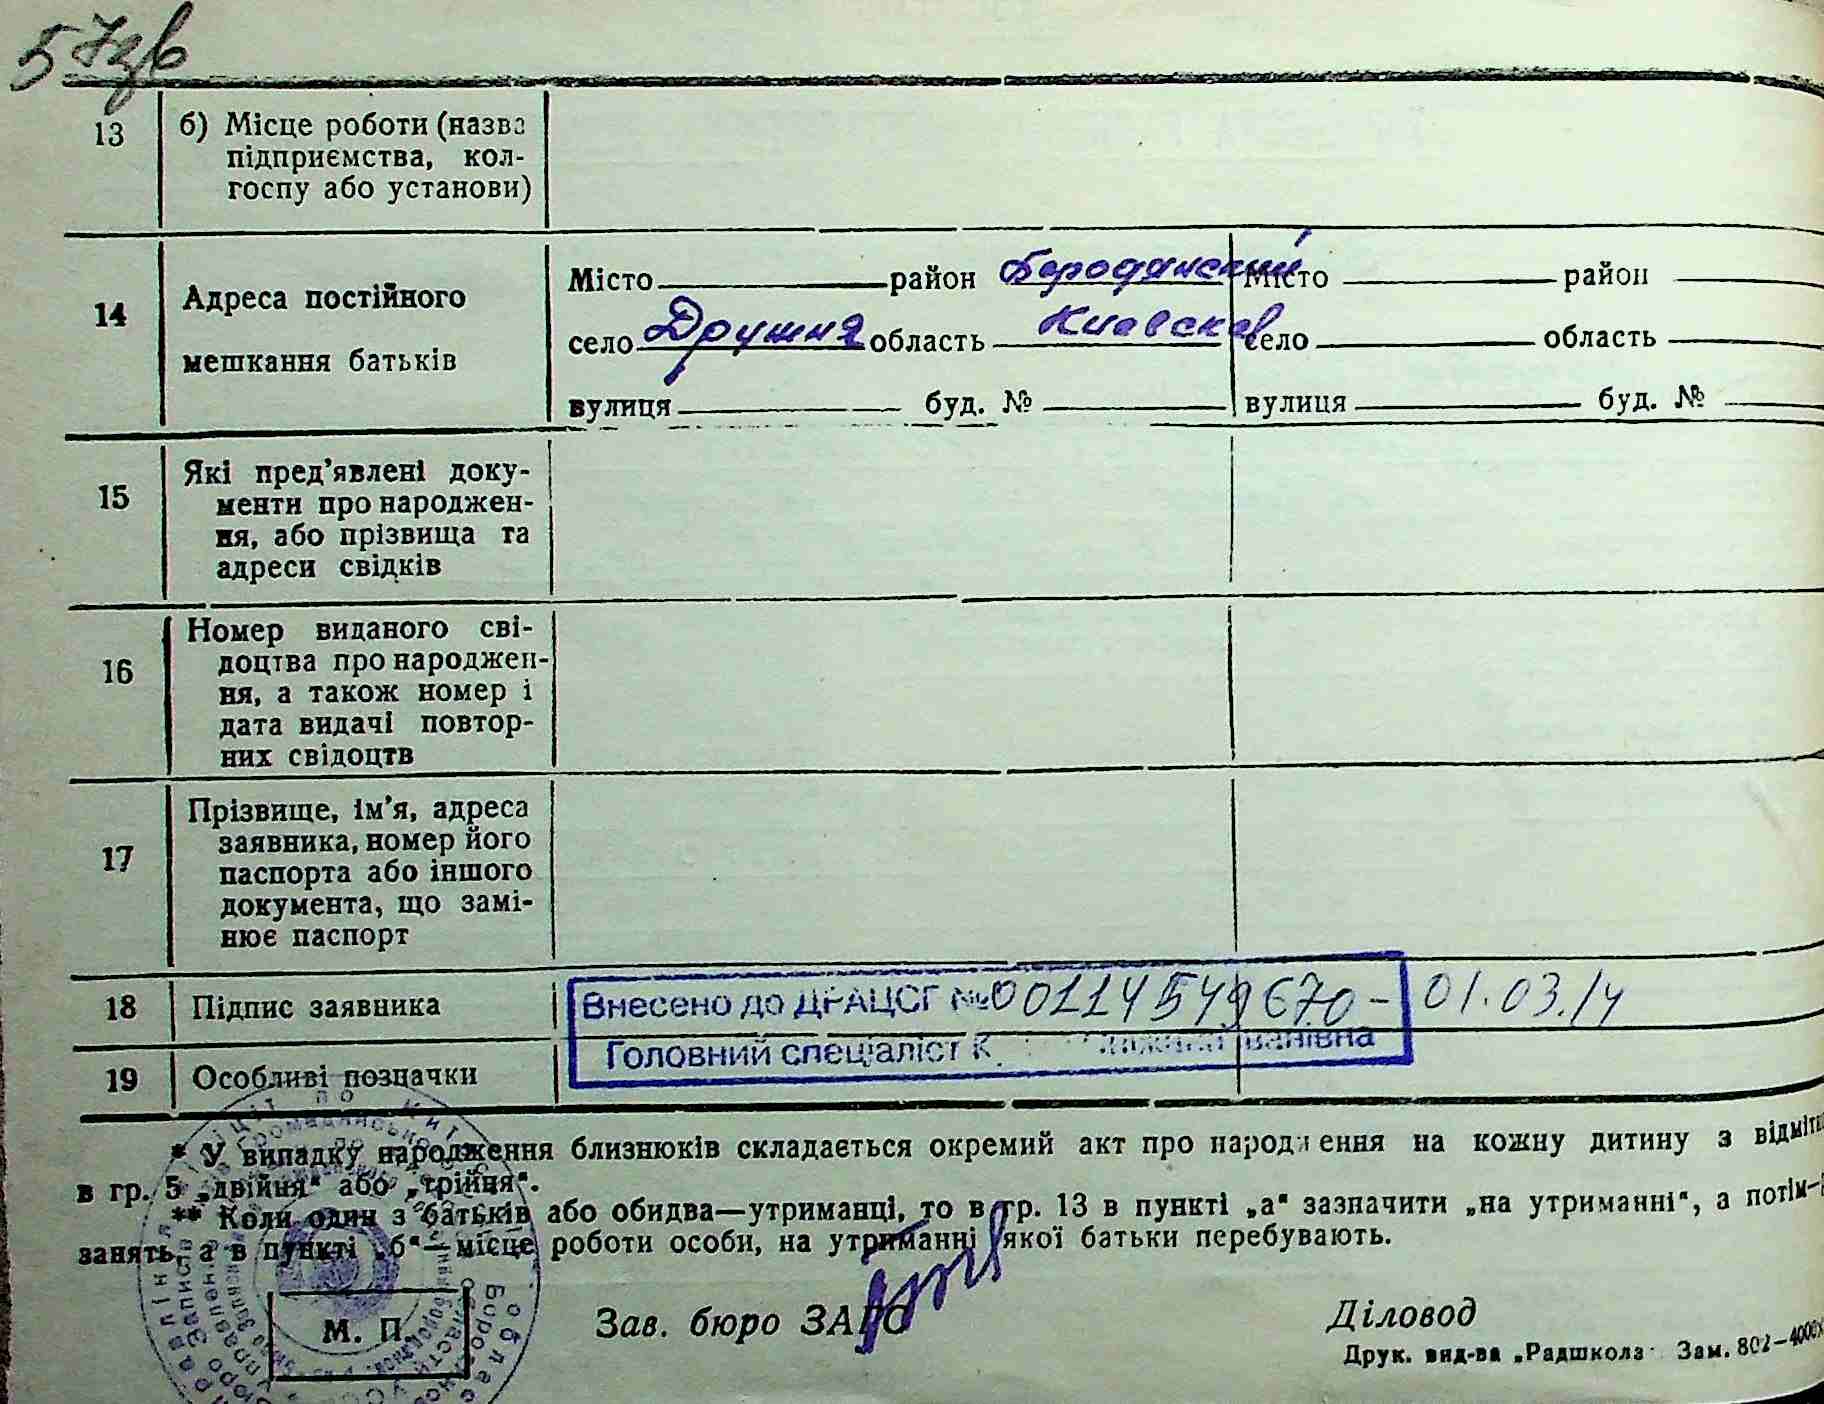 13 б) Місце роботи (назва
підприємства, кол-
госпу або установи)
14 Адреса постійного
мешкання батьків
Місто район Бородянский Місто район
село Дружня область Киевская село область
вулиця буд. № вулиця буд. №
15 Які пред’явлені доку-
менти про народжен-
ня, або прізвища та
адреси свідків
16 Номер виданого сві-
доцтва про народжен-
ня, а також номер і
дата видачі повтор-
них свідоцтв
17 Прізвище, ім’я, адреса
заявника, номер його
паспорта або іншого
документа, що замі-
нює паспорт
18 Підпис заявника
Внесено до ДРАЦСГ №00114549670- 01.03.14
Головний спеціаліст К Іванівна
19 Особливі позначки
* У випадку народження близнюків складається окремий акт про народження на кожну дитину з відміткою
в гр. 5 „двійня“ або „трійня“.
** Коли один з батьків або обидва—утриманці, то в гр. 13 в пункті „а“ зазначити „на утриманні“, а потім—
занять, а в пункті „б“—місце роботи особи, на утриманні якої батьки перебувають.
М. П.
Зав. бюро ЗАГС
Діловод
Друк. вид-ва „Радшкола“ Зам. 802—4000